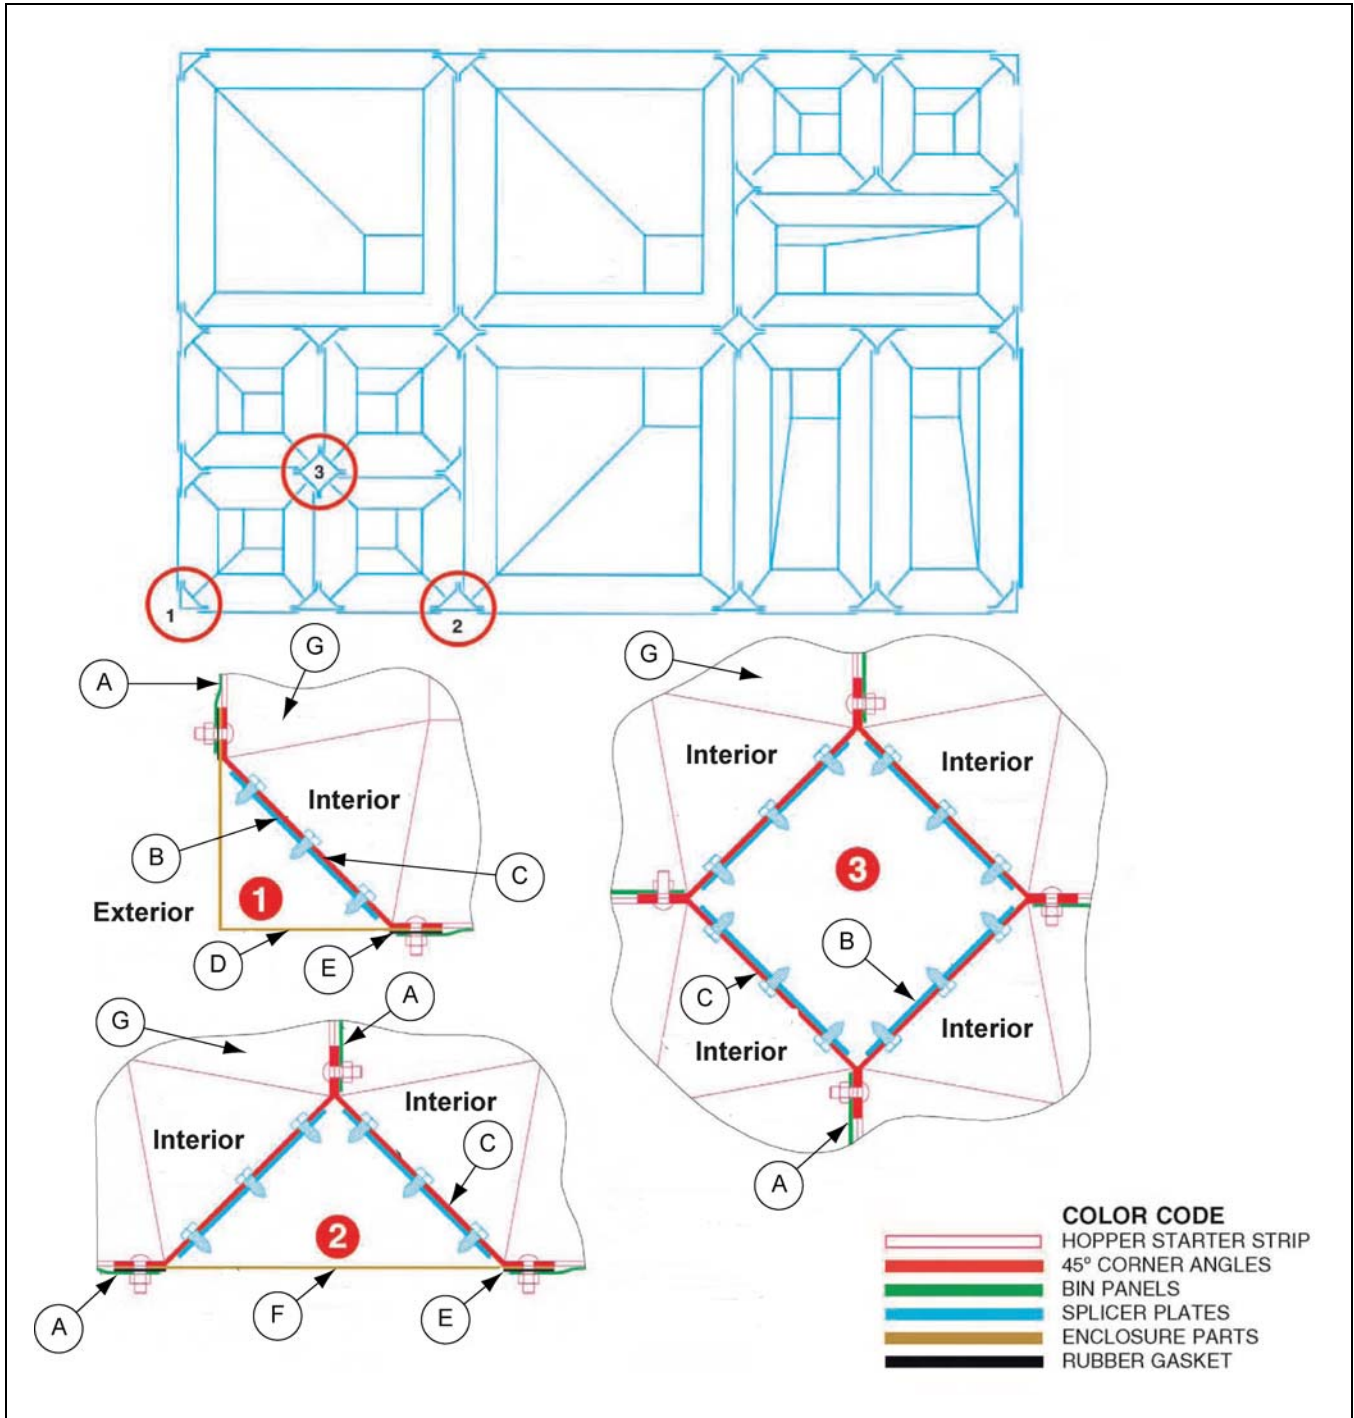 3
1
2
G
A
Interior
B
C
1
Exterior
D
E
G
Interior
Interior
3
B
C
Interior
Interior
A
G
A
Interior
Interior
C
2
A
F
E
COLOR CODE
HOPPER STARTER STRIP
45º CORNER ANGLES
BIN PANELS
SPLICER PLATES
ENCLOSURE PARTS
RUBBER GASKET